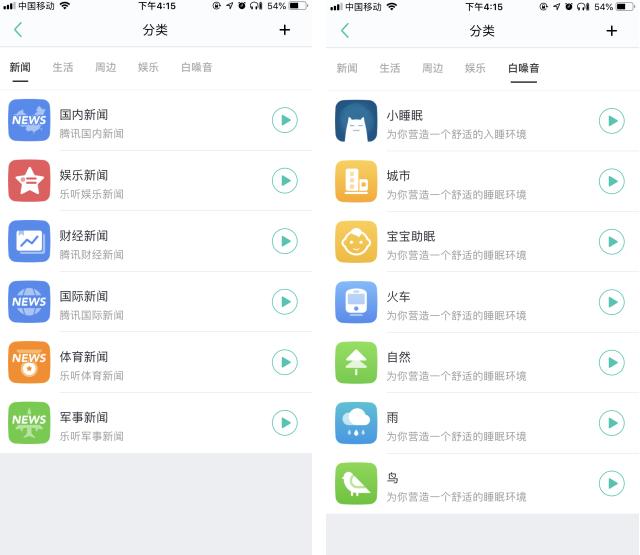 中国移动 下午4:15 54%
分类
新闻 生活 周边 娱乐 白噪音
NEWS
国内新闻
腾讯国内新闻
娱乐新闻
乐听娱乐新闻
财经新闻
腾讯财经新闻
NEWS
国际新闻
腾讯国际新闻
NEWS
体育新闻
乐听体育新闻
NEWS
军事新闻
乐听军事新闻
中国移动 下午4:15 54%
分类
新闻 生活 周边 娱乐 白噪音
小睡眠
为你营造一个舒适的入睡环境
城市
为你营造一个舒适的睡眠环境
宝宝助眠
为你营造一个舒适的睡眠环境
火车
为你营造一个舒适的睡眠环境
自然
为你营造一个舒适的睡眠环境
雨
为你营造一个舒适的睡眠环境
鸟
为你营造一个舒适的睡眠环境